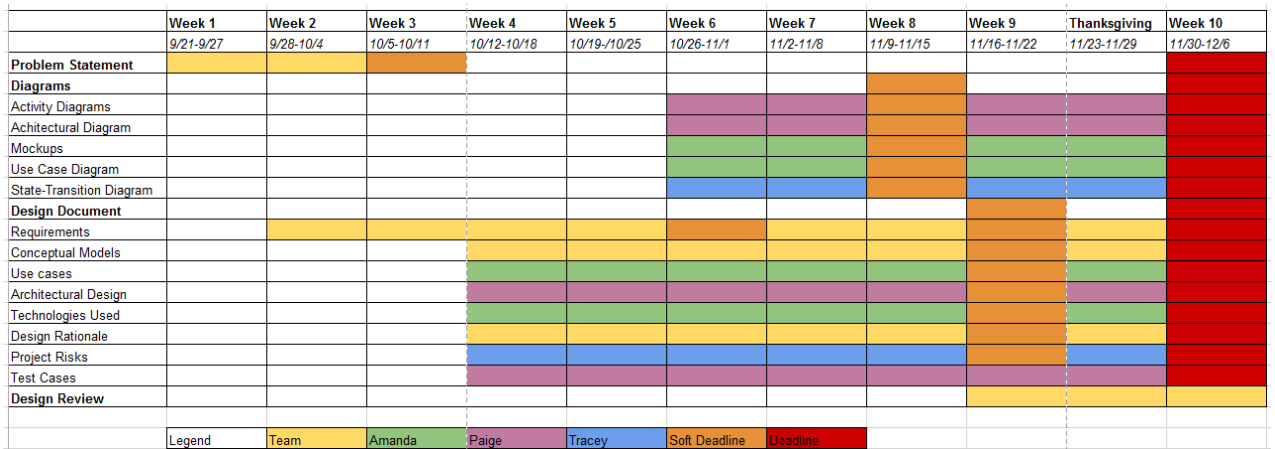 Week 1 Week 2 Week 3 Week 4 Week 5 Week 6 Week 7 Week 8 Week 9 Thanksgiving Week 10
9/21-9/27 9/28-10/4 10/5-10/11 10/12-10/18 10/19-/10/25 10/26-11/1 11/2-11/8 11/9-11/15 11/16-11/22 11/23-11/29 11/30-12/6
Problem Statement
Diagrams
Activity Diagrams
Achitectural Diagram
Mockups
Use Case Diagram
State-Transition Diagram
Design Document
Requirements
Conceptual Models
Use cases
Architectural Design
Technologies Used
Design Rationale
Project Risks
Test Cases
Design Review
Legend Team Amanda Paige Tracey Soft Deadline Deadline